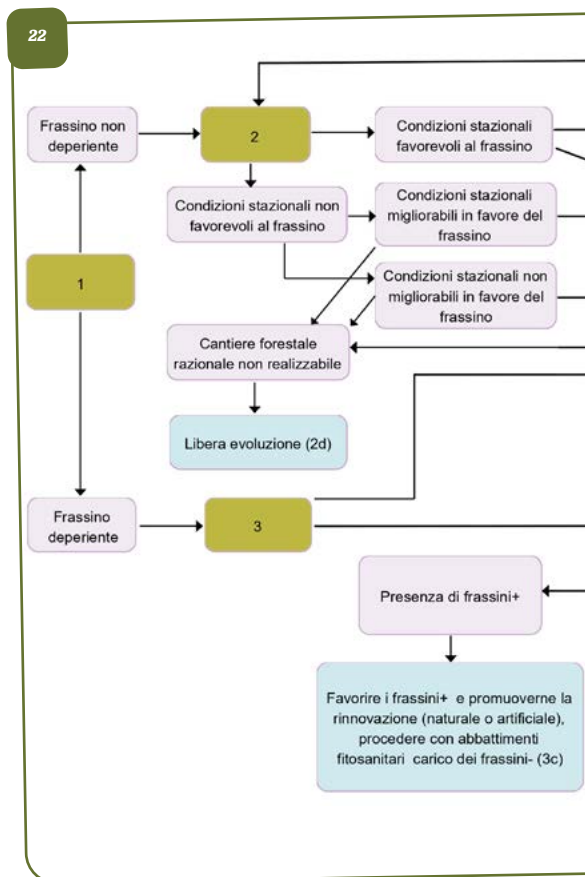 22
Frassino non
deperiente
2
Condizioni stazionali
favorevoli al frassino
Condizioni stazionali non
favorevoli al frassino
Condizioni stazionali
migliorabili in favore del
frassino
1
Condizioni stazionali non
migliorabili in favore del
frassino
Cantiere forestale
razionale non realizzabile
Libera evoluzione (2d)
Frassino
deperiente
3
Presenza di frassini+
Favorire i frassini+ e promuoverne la
rinnovazione (naturale o artificiale),
procedere con abbattimenti
fitosanitari carico dei frassini- (3c)